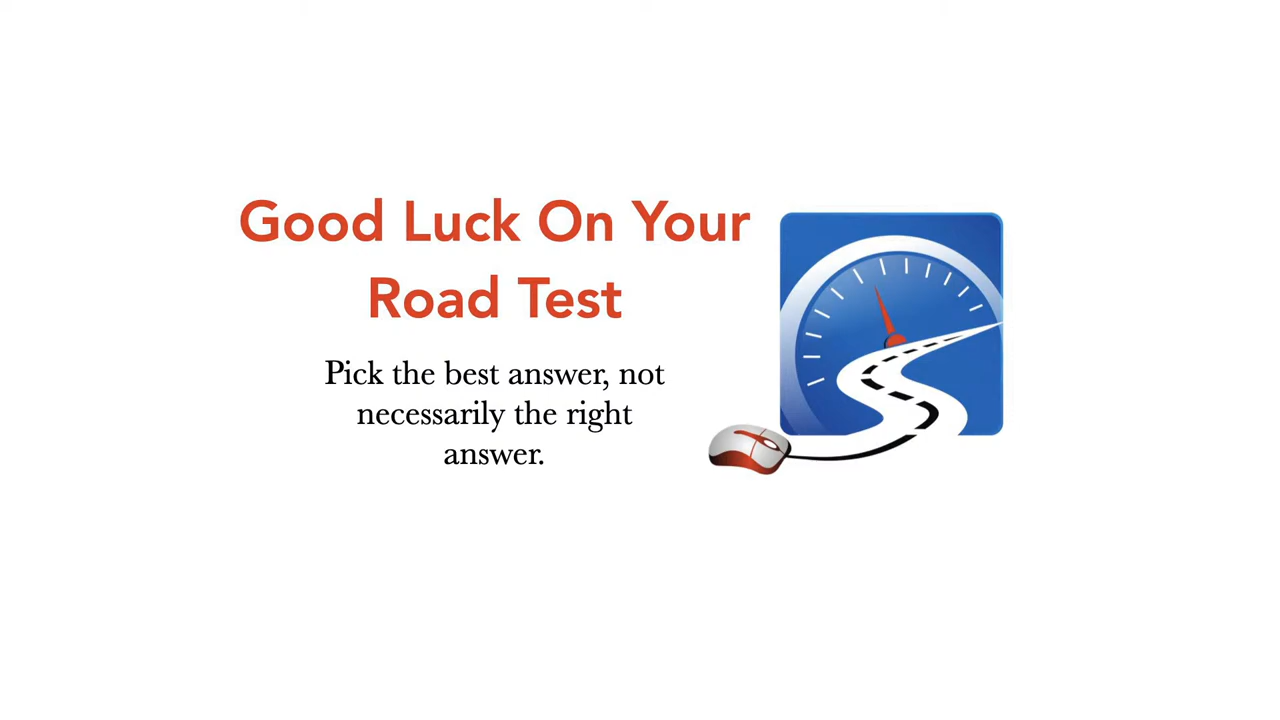 Good Luck On Your
Road Test
Pick the best answer, not
necessarily the right
answer.